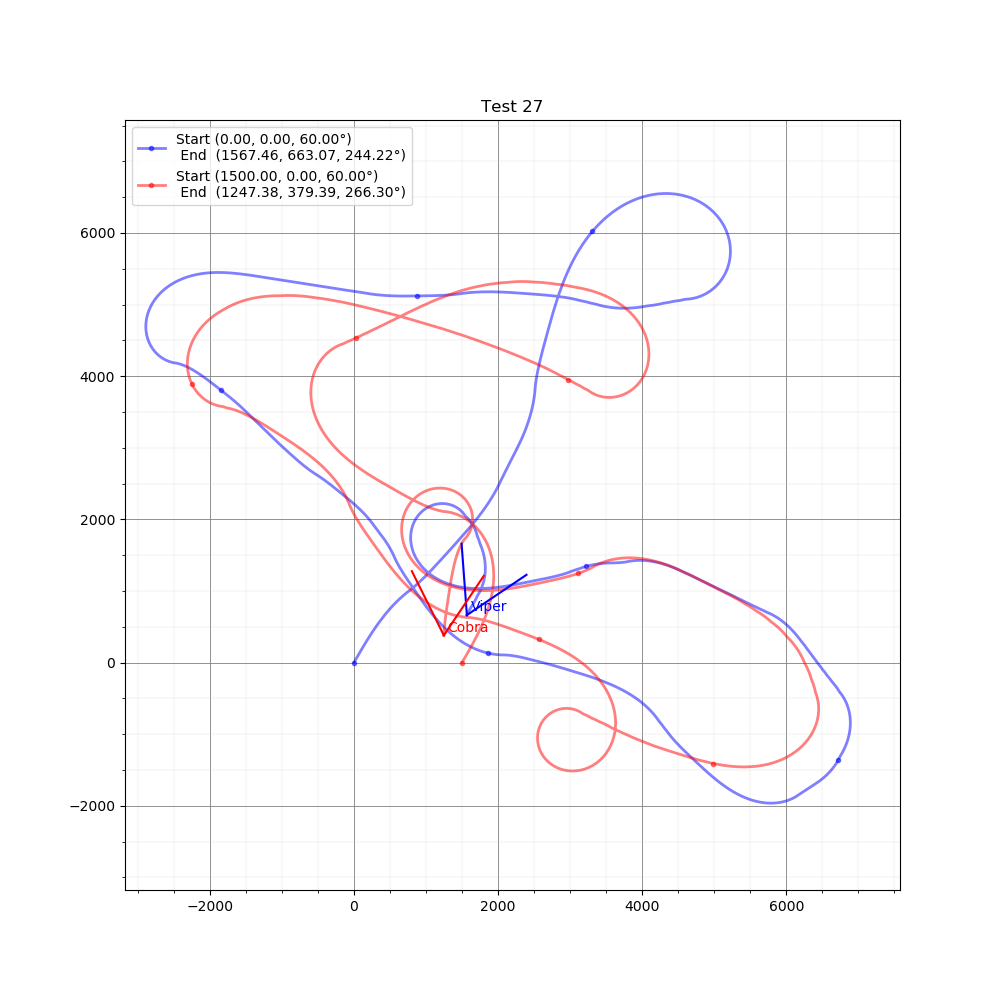 Test 27
Start (0.00, 0.00, 60.00°)
End  (1567.46, 663.07, 244.22°)
Start (1500.00, 0.00, 60.00°)
End  (1247.38, 379.39, 266.30°)
6000
4000
2000
0
−2000
Viper
Cobra
−2000
0
2000
4000
6000